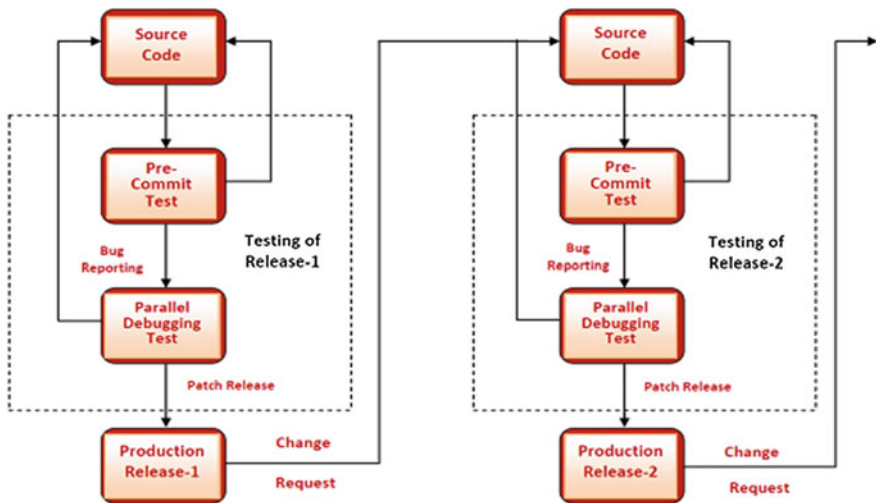 Source
Code
Pre-
Commit
Test
Testing of
Release-1
Bug
Reporting
Parallel
Debugging
Test
Patch Release
Production
Release-1
Change
Request
Source
Code
Pre-
Commit
Test
Testing of
Release-2
Bug
Reporting
Parallel
Debugging
Test
Patch Release
Production
Release-2
Change
Request